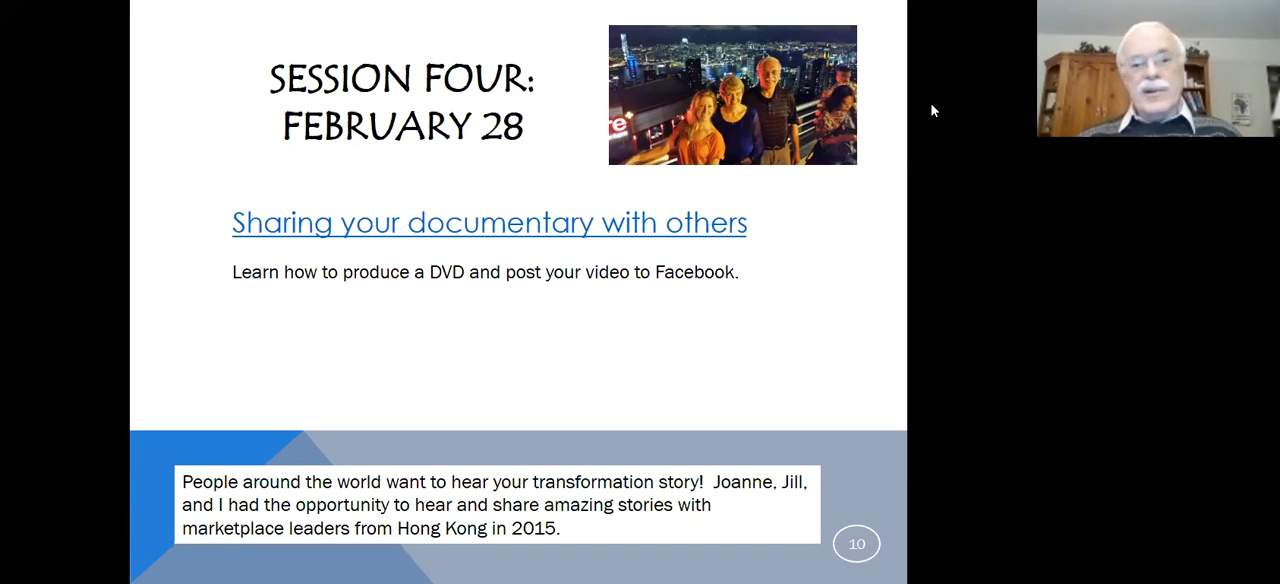 SESSION FOUR:
FEBRUARY 28
re
Sharing your documentary with others
Learn how to produce a DVD and post your video to Facebook.
People around the world want to hear your transformation story!  Joanne, Jill,
and I had the opportunity to hear and share amazing stories with
marketplace leaders from Hong Kong in 2015.
10